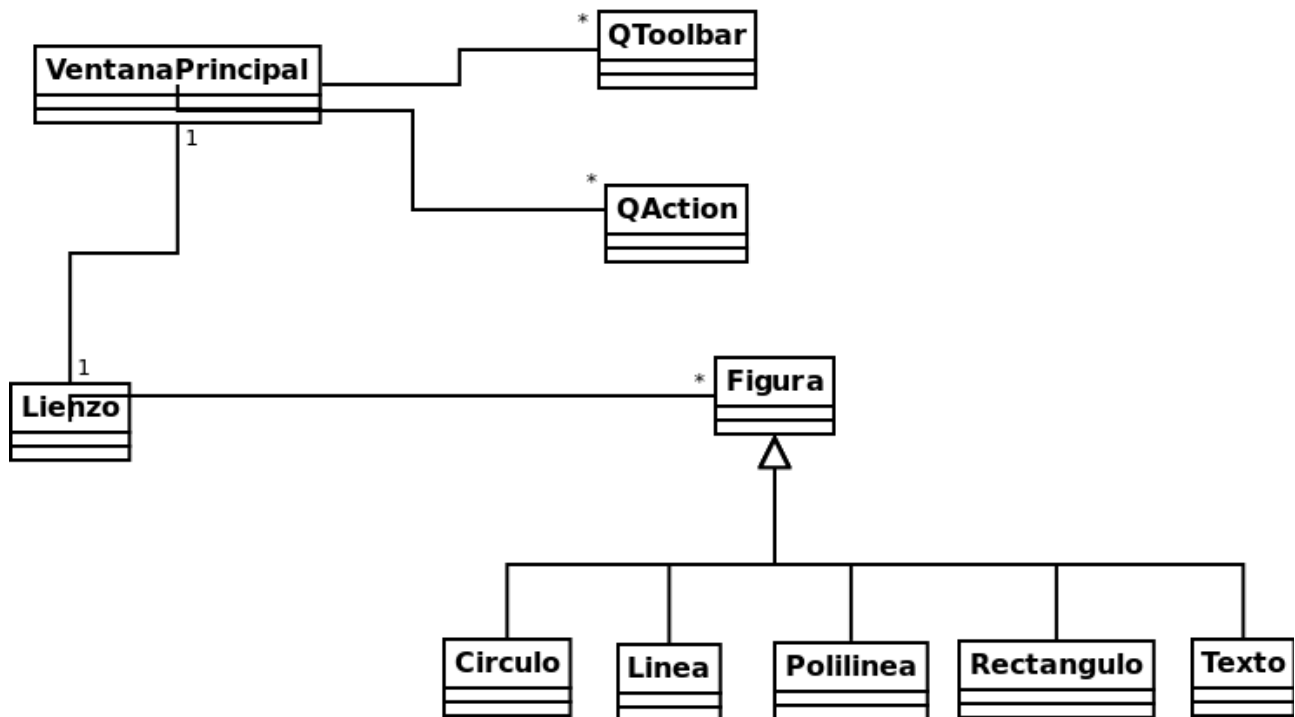 *
QToolbar
VentanaPrincipal
1
*
QAction
1
Lienzo
*
Figura
Circulo
Linea
Polilinea
Rectangulo
Texto